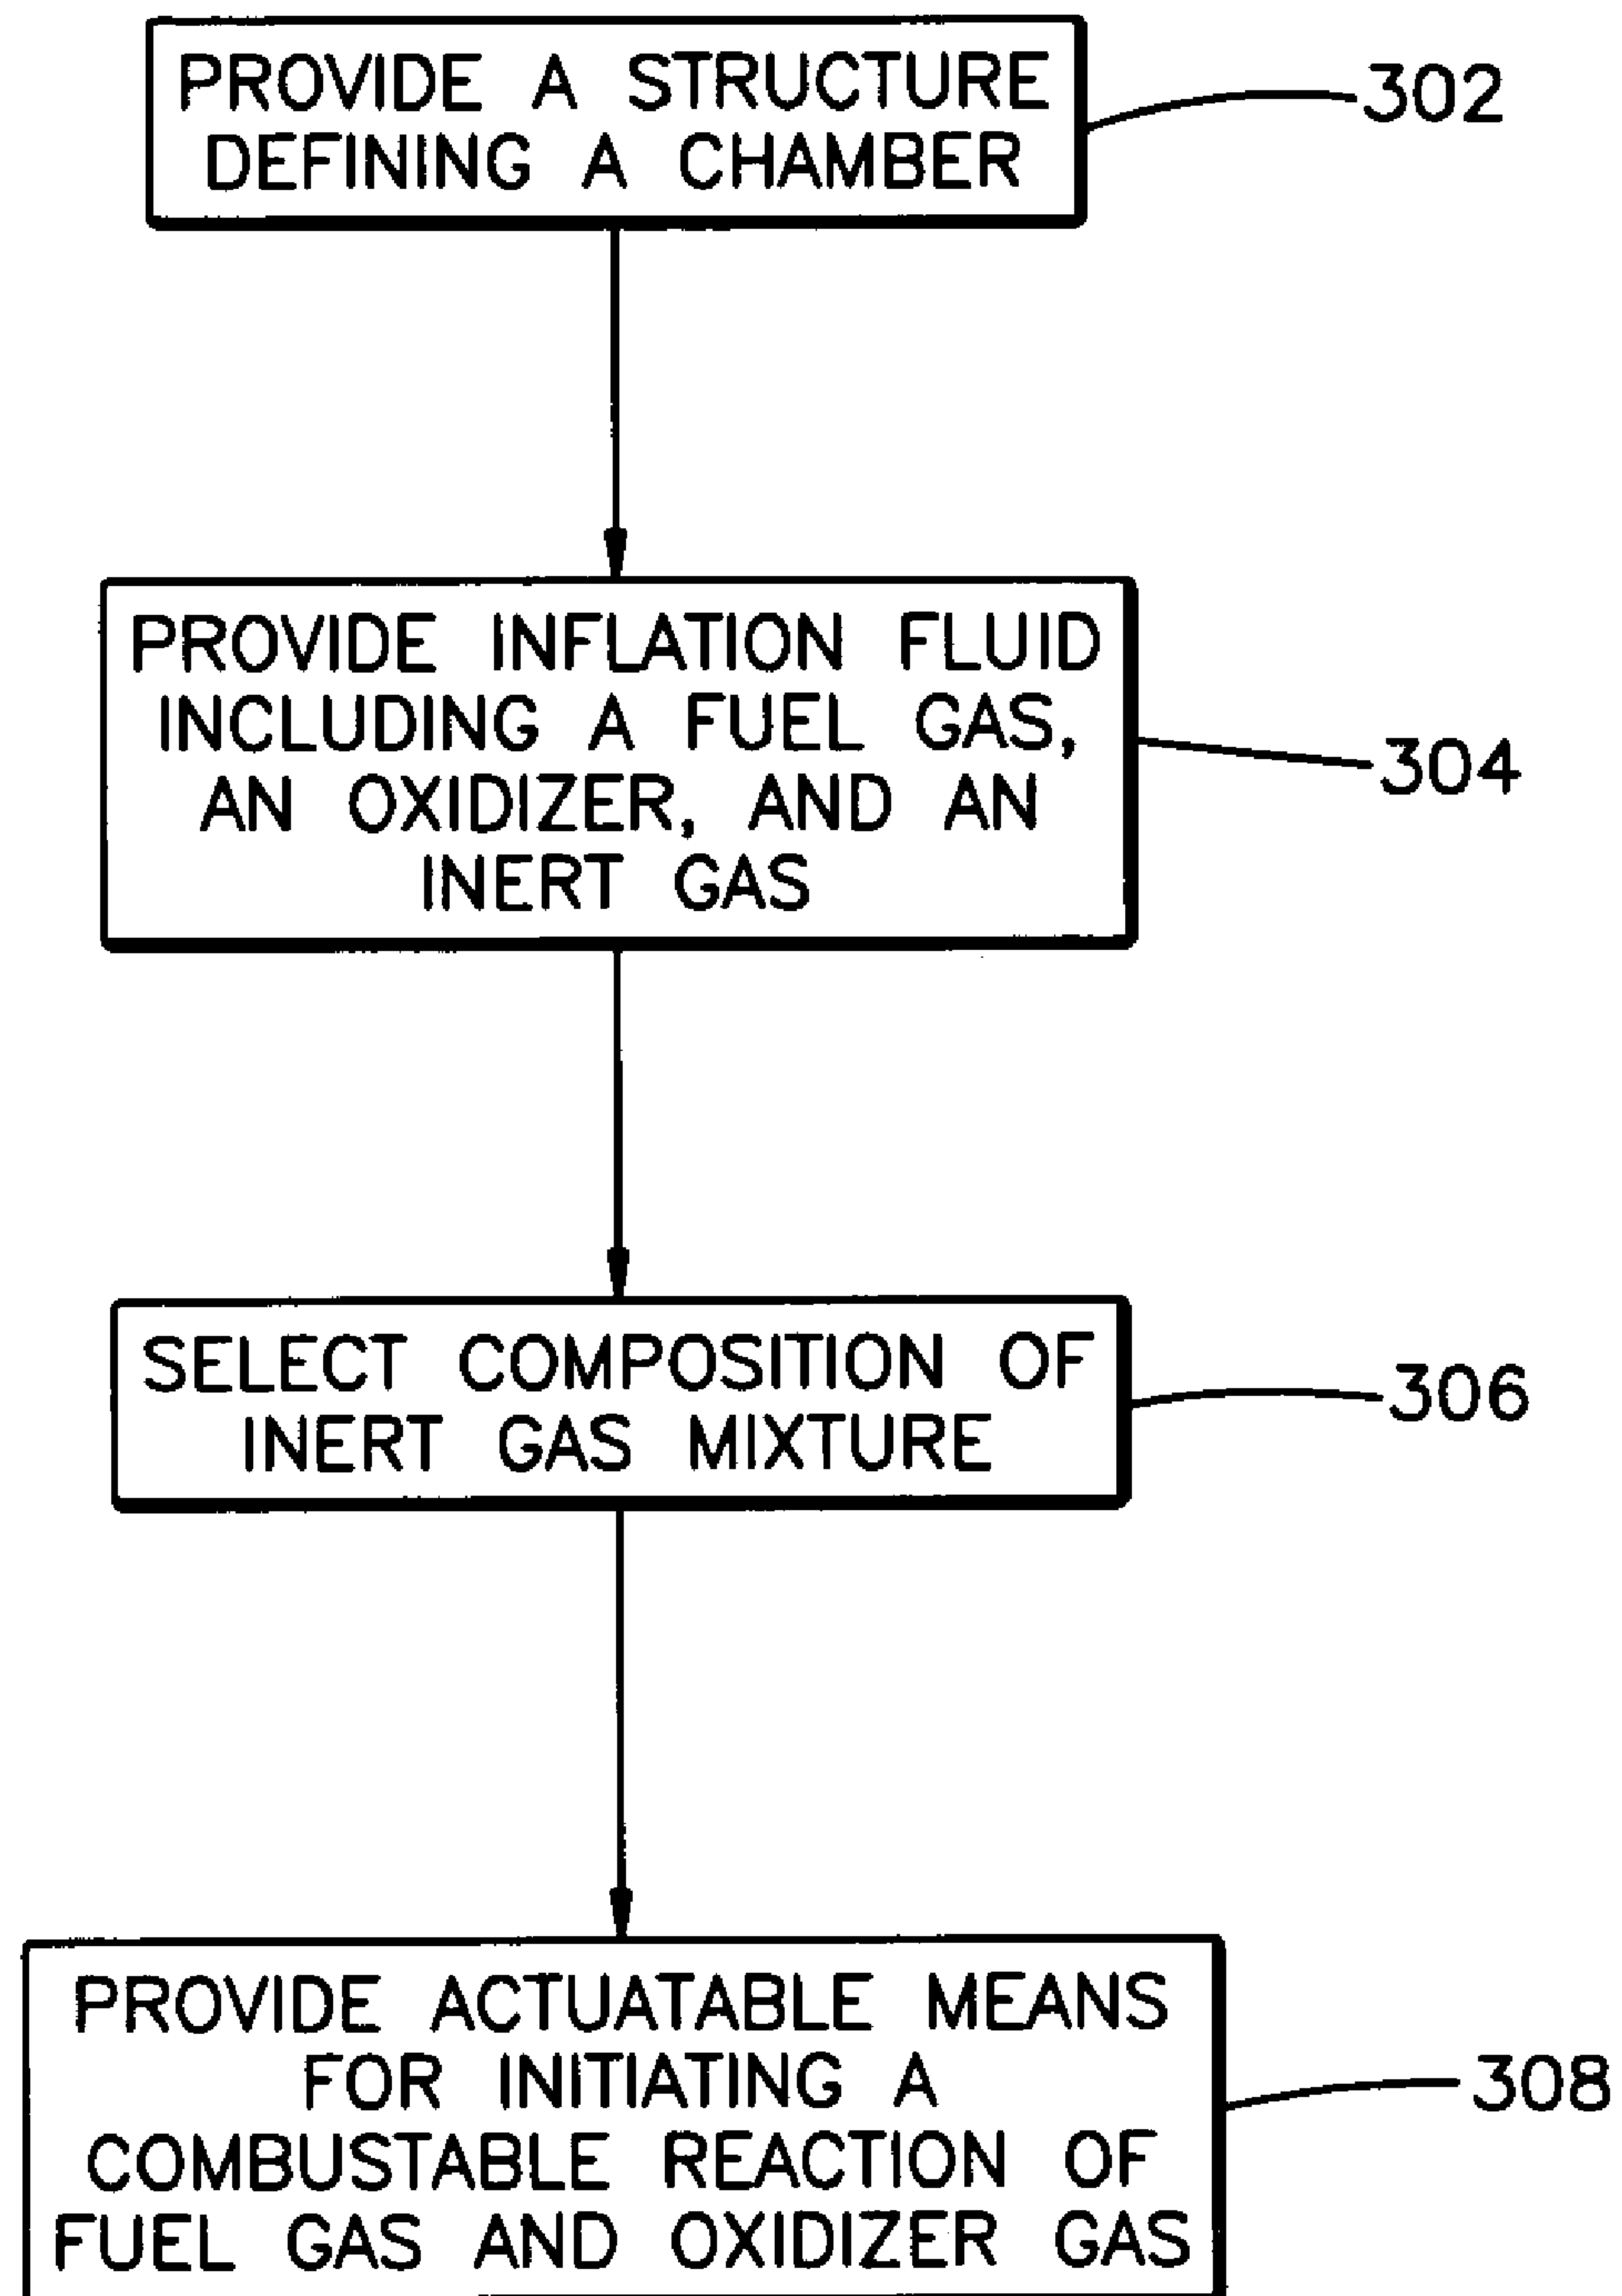 PROVIDE A STRUCTURE
DEFINING A CHAMBER
302
PROVIDE INFLATION FLUID
INCLUDING A FUEL GAS,
AN OXIDIZER, AND AN
INERT GAS
304
SELECT COMPOSITION OF
INERT GAS MIXTURE
306
PROVIDE ACTUATABLE MEANS
FOR INITIATING A
COMBUSTABLE REACTION OF
FUEL GAS AND OXIDIZER GAS
308